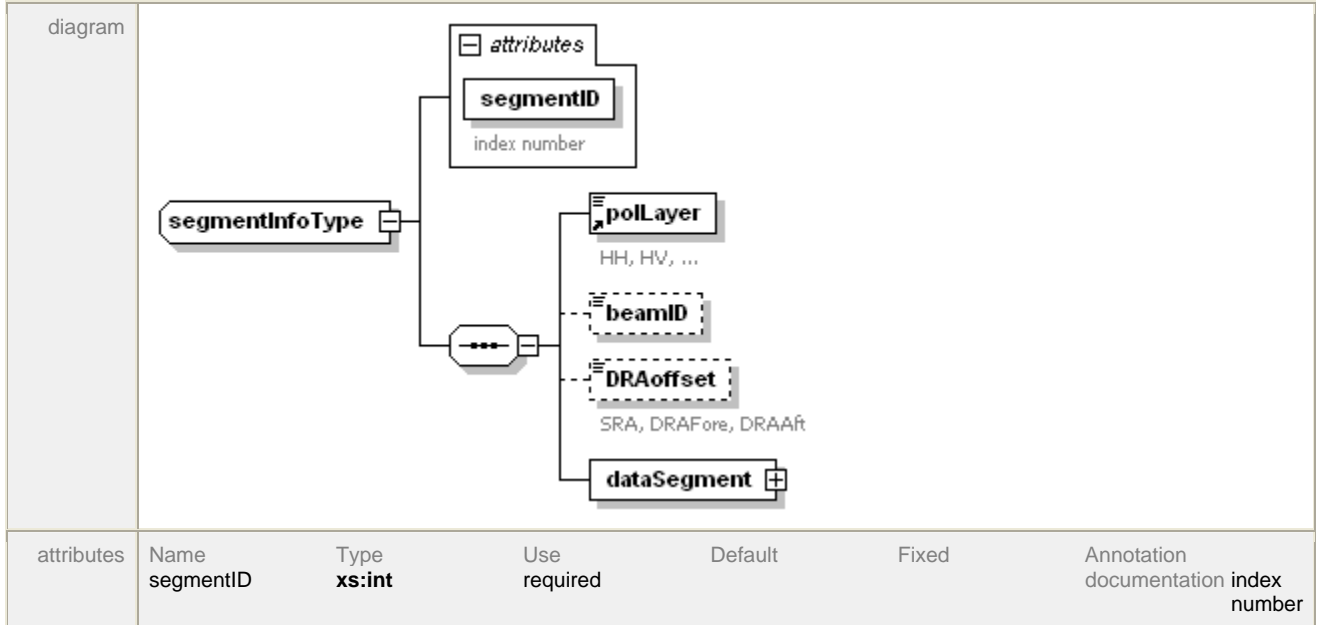 diagram
attributes
segmentID
index number
segmentInfoType
polLayer
HH, HV, ...
beamID
DRAoffset
SRA, DRAFore, DRAAft
dataSegment
attributes Name Type Use Default Fixed Annotation
segmentID xs:int required documentation index
number